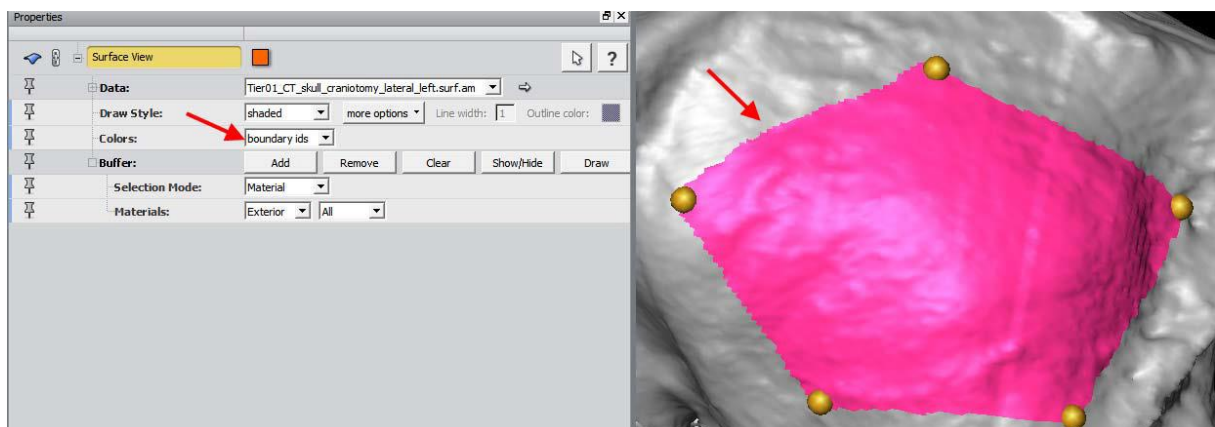 Properties
Surface View ?
Data: Tier01_CT_skull_craniotomy_lateral_left.surf.am
Draw Style: shaded more options Line width: 1 Outline color:
Colors: boundary ids
Buffer: Add Remove Clear Show/Hide Draw
Selection Mode: Material
Materials: Exterior All